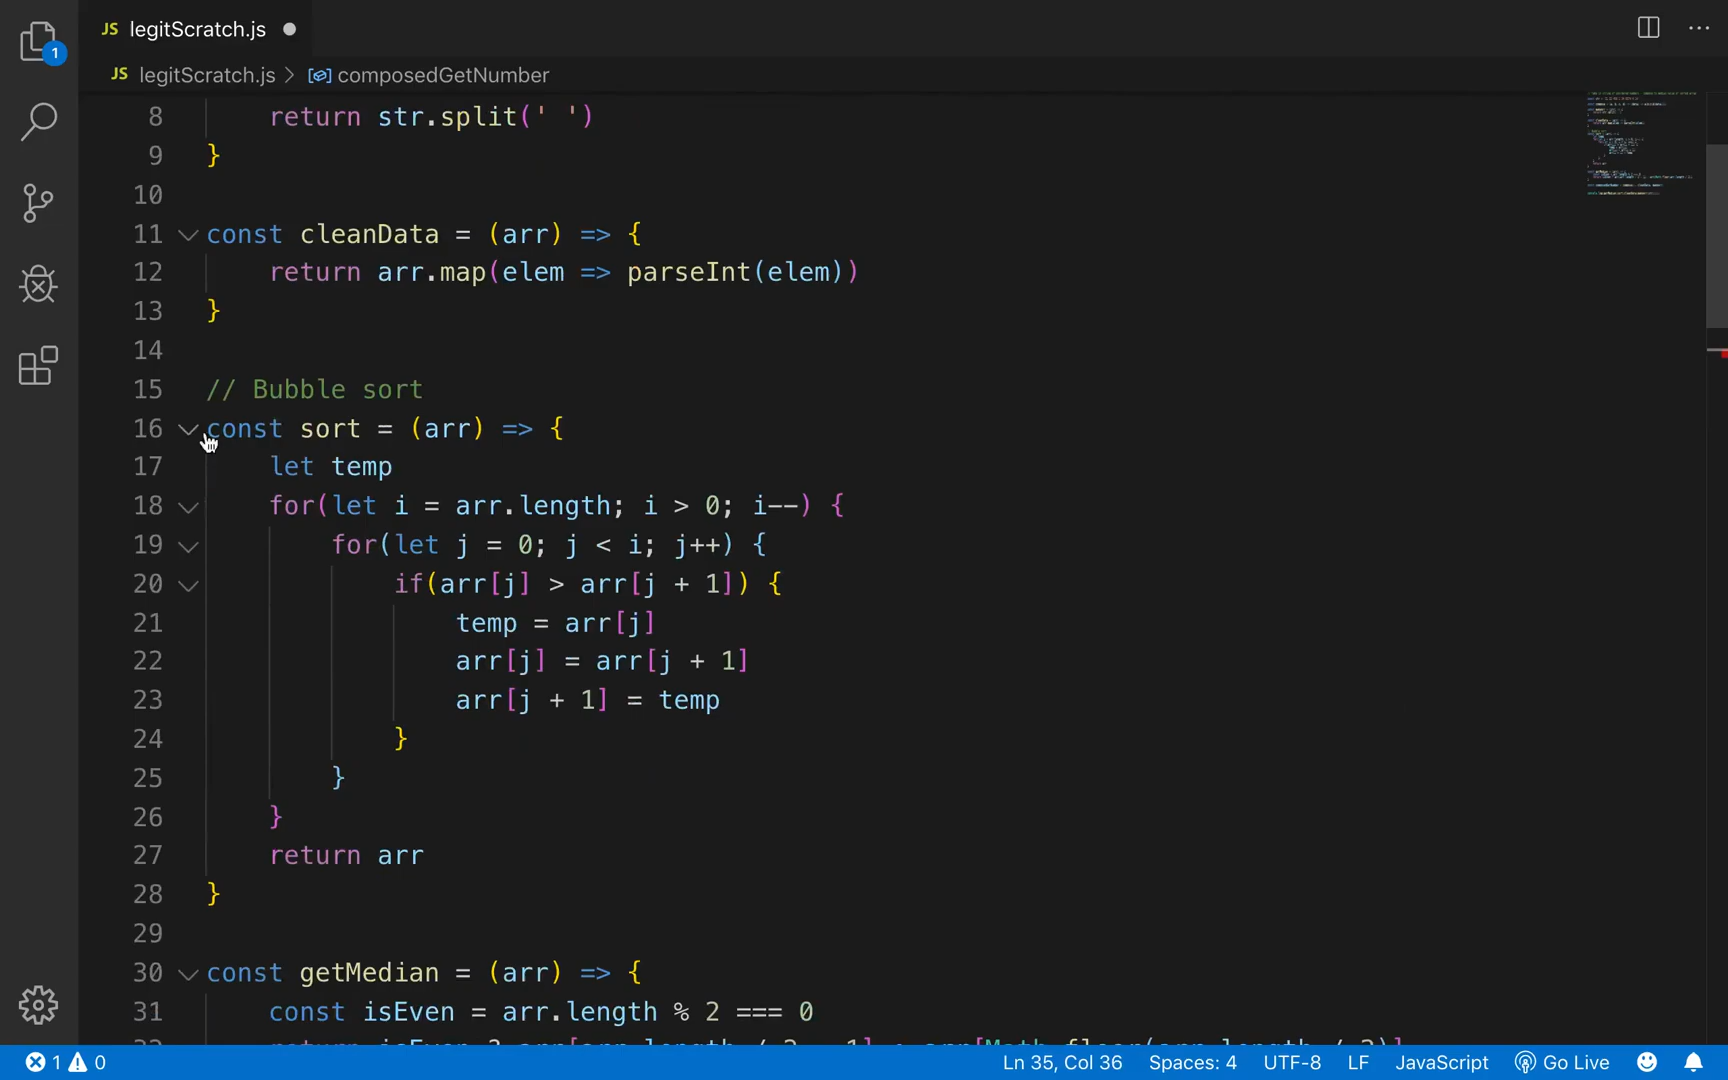 JS legitScratch.js
JS legitScratch.js > composedGetNumber
1
8 return str.split(' ')
9 }
10
11 const cleanData = (arr) => {
12 return arr.map(elem => parseInt(elem))
13 }
14
15 // Bubble sort
16 const sort = (arr) => {
17 let temp
18 for(let i = arr.length; i > 0; i--) {
19 for(let j = 0; j < i; j++) {
20 if(arr[j] > arr[j + 1]) {
21 temp = arr[j]
22 arr[j] = arr[j + 1]
23 arr[j + 1] = temp
24 }
25 }
26 }
27 return arr
28 }
29
30 const getMedian = (arr) => {
31 const isEven = arr.length % 2 === 0
1 0 Ln 35, Col 36 Spaces: 4 UTF-8 LF JavaScript Go Live